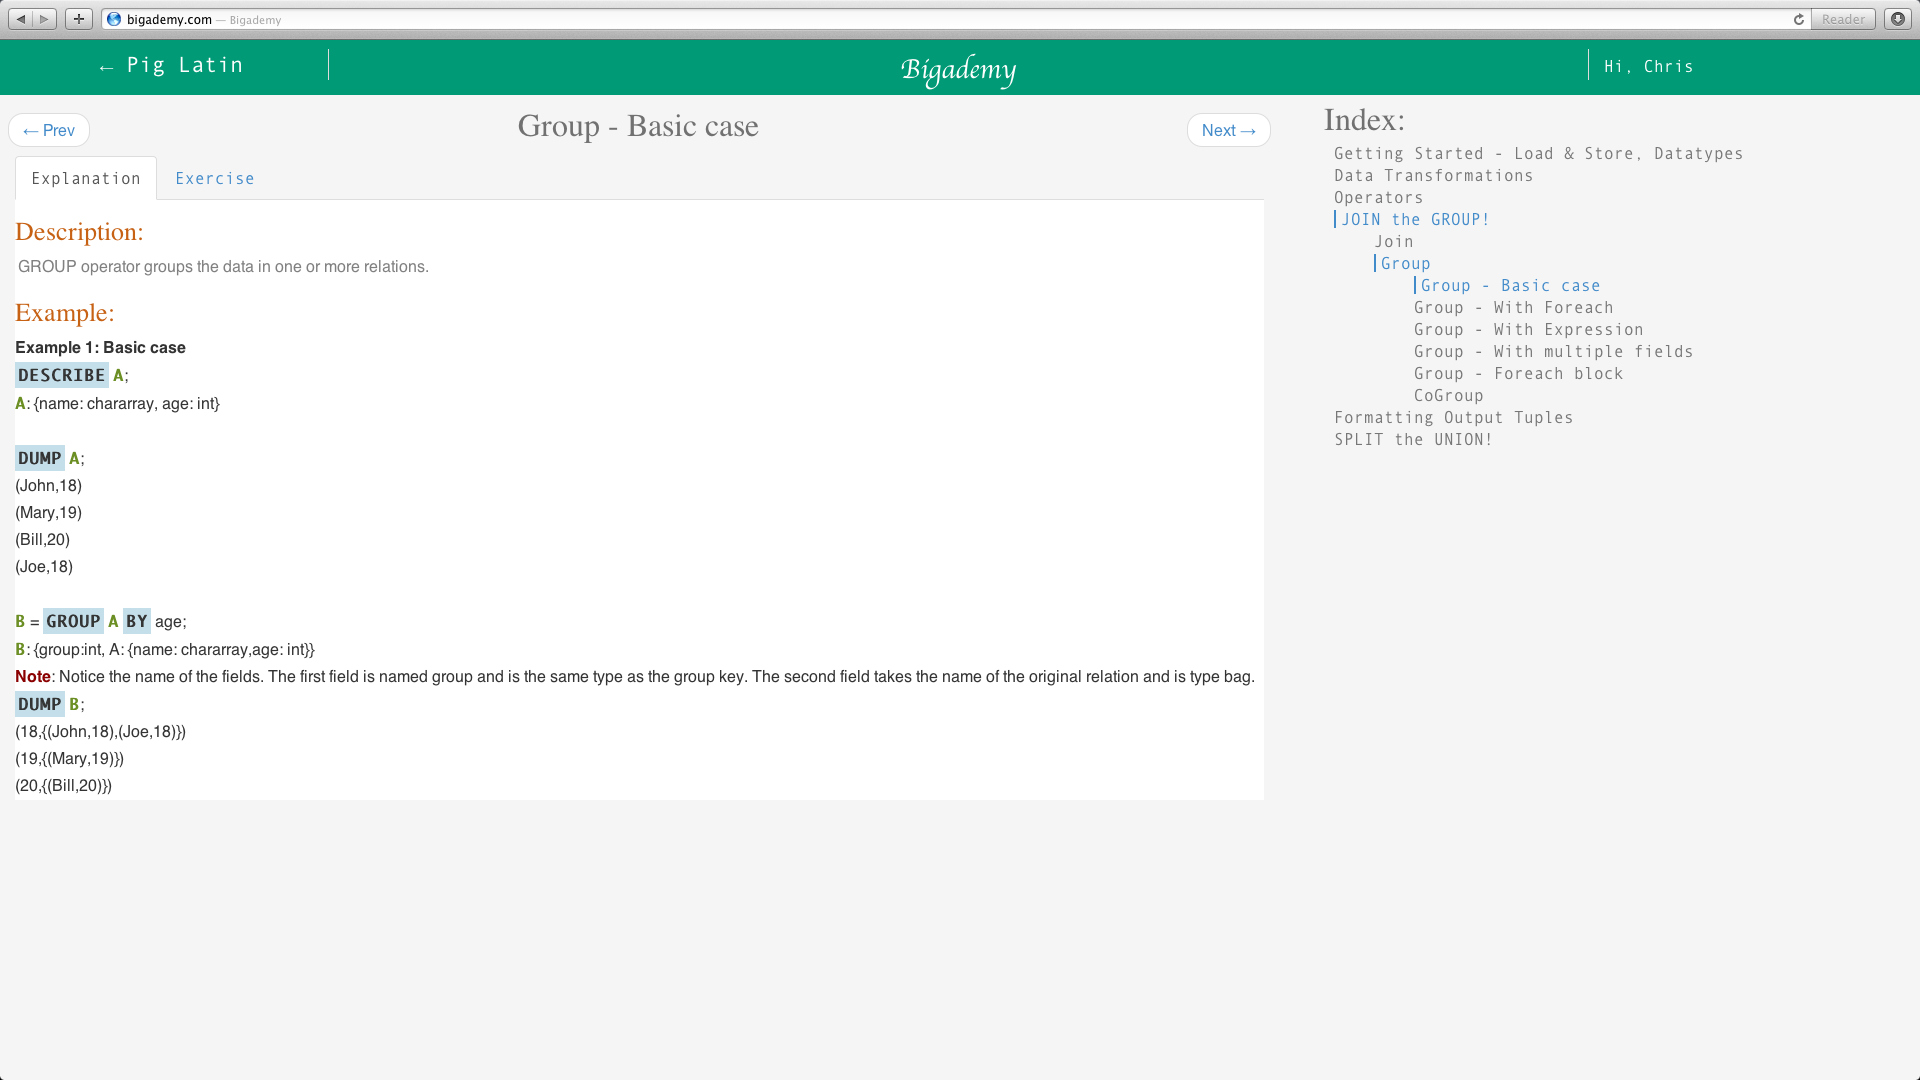 bigademy.com — Bigademy
Reader
← Pig Latin
Bigademy
Hi, Chris
← Prev
Group - Basic case
Next →
Explanation
Exercise
Description:
GROUP operator groups the data in one or more relations.
Example:
Example 1: Basic case
DESCRIBE A;
A: {name: chararray, age: int}
DUMP A;
(John,18)
(Mary,19)
(Bill,20)
(Joe,18)
B = GROUP A BY age;
B: {group:int, A: {name: chararray,age: int}}
Note: Notice the name of the fields. The first field is named group and is the same type as the group key. The second field takes the name of the original relation and is type bag.
DUMP B;
(18,{(John,18),(Joe,18)})
(19,{(Mary,19)})
(20,{(Bill,20)})
Index:
Getting Started - Load & Store, Datatypes
Data Transformations
Operators
JOIN the GROUP!
Join
Group
Group - Basic case
Group - With Foreach
Group - With Expression
Group - With multiple fields
Group - Foreach block
CoGroup
Formatting Output Tuples
SPLIT the UNION!